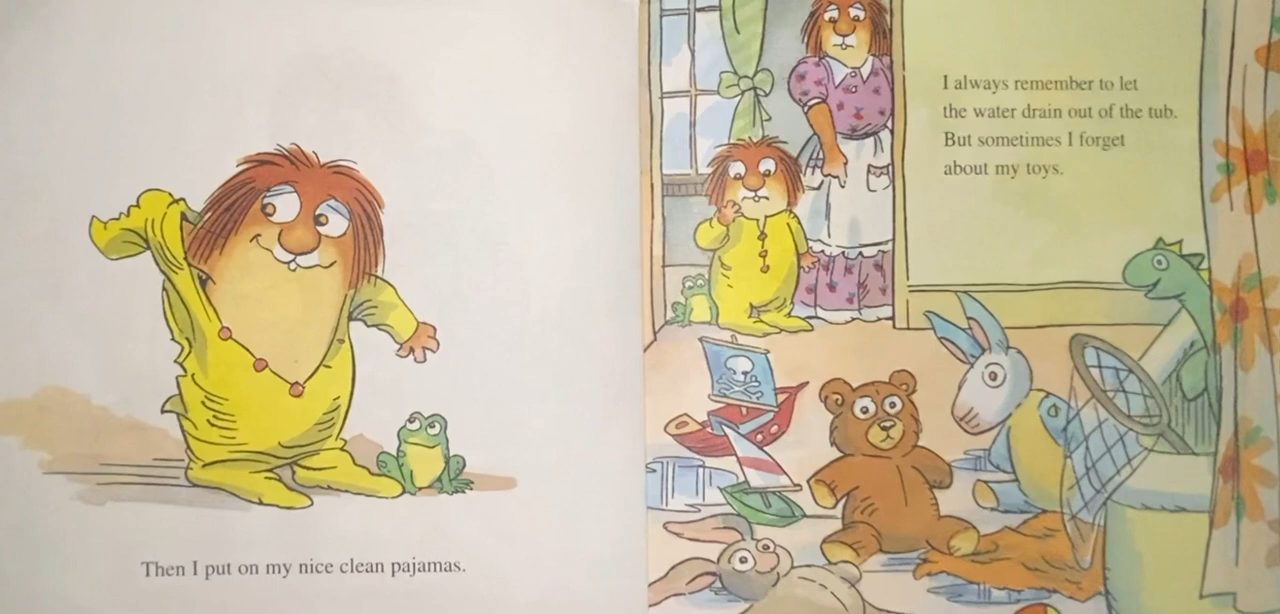 Then I put on my nice clean pajamas.
I always remember to let
the water drain out of the tub.
But sometimes I forget
about my toys.